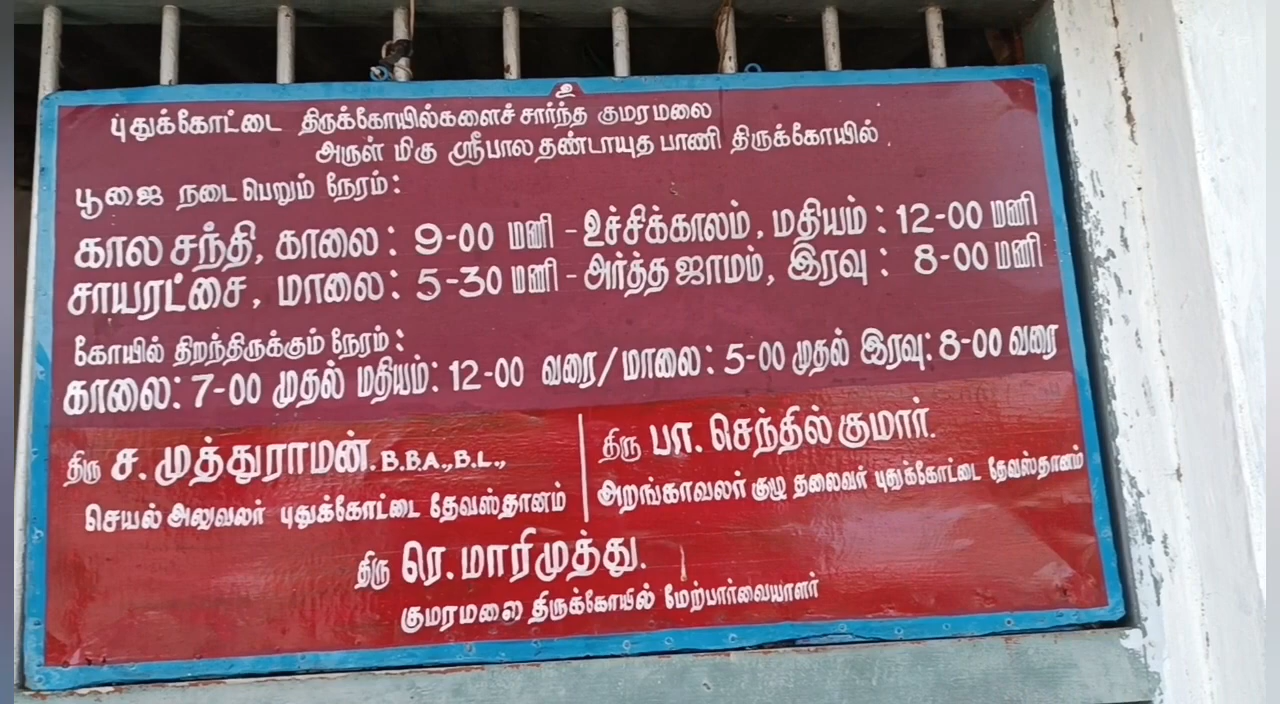 உ
புதுக்கோட்டை திருக்கோயில்களைச் சார்ந்த குமரமலை
அருள் மிகு ஸ்ரீபால தண்டாயுத பாணி திருக்கோயில்.
பூஜை நடைபெறும் நேரம்:
கால சந்தி, காலை: 9-00 மணி - உச்சிக்காலம், மதியம்: 12-00 மணி
சாயரட்சை, மாலை: 5-30 மணி - அர்த்த ஜாமம், இரவு: 8-00 மணி
கோயில் திறந்திருக்கும் நேரம்:
காலை: 7-00 முதல் மதியம்: 12-00 வரை/மாலை: 5-00 முதல் இரவு: 8-00 வரை
திரு ச. முத்துராமன். B.B.A., B.L.,
செயல் அலுவலர் புதுக்கோட்டை தேவஸ்தானம்
திரு பா. செந்தில் குமார்.
அறங்காவலர் குழு தலைவர் புதுக்கோட்டை தேவஸ்தானம்
திரு ரெ. மாரிமுத்து.
குமரமலை திருக்கோயில் மேற்பார்வையாளர்